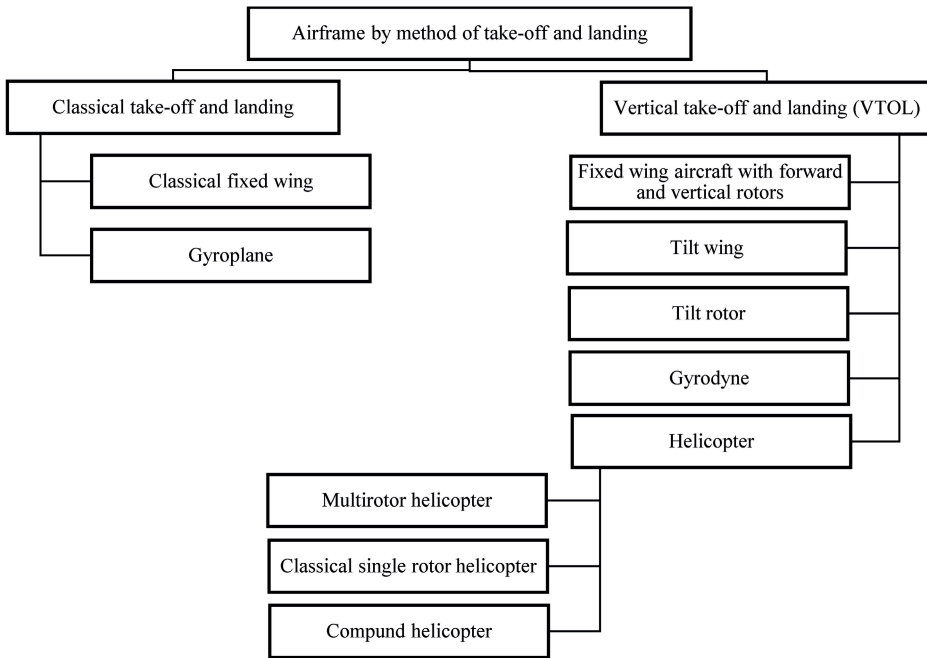 Airframe by method of take-off and landing
Classical take-off and landing
Vertical take-off and landing (VTOL)
Classical fixed wing
Gyroplane
Fixed wing aircraft with forward
and vertical rotors
Tilt wing
Tilt rotor
Gyrodyne
Helicopter
Multirotor helicopter
Classical single rotor helicopter
Compund helicopter